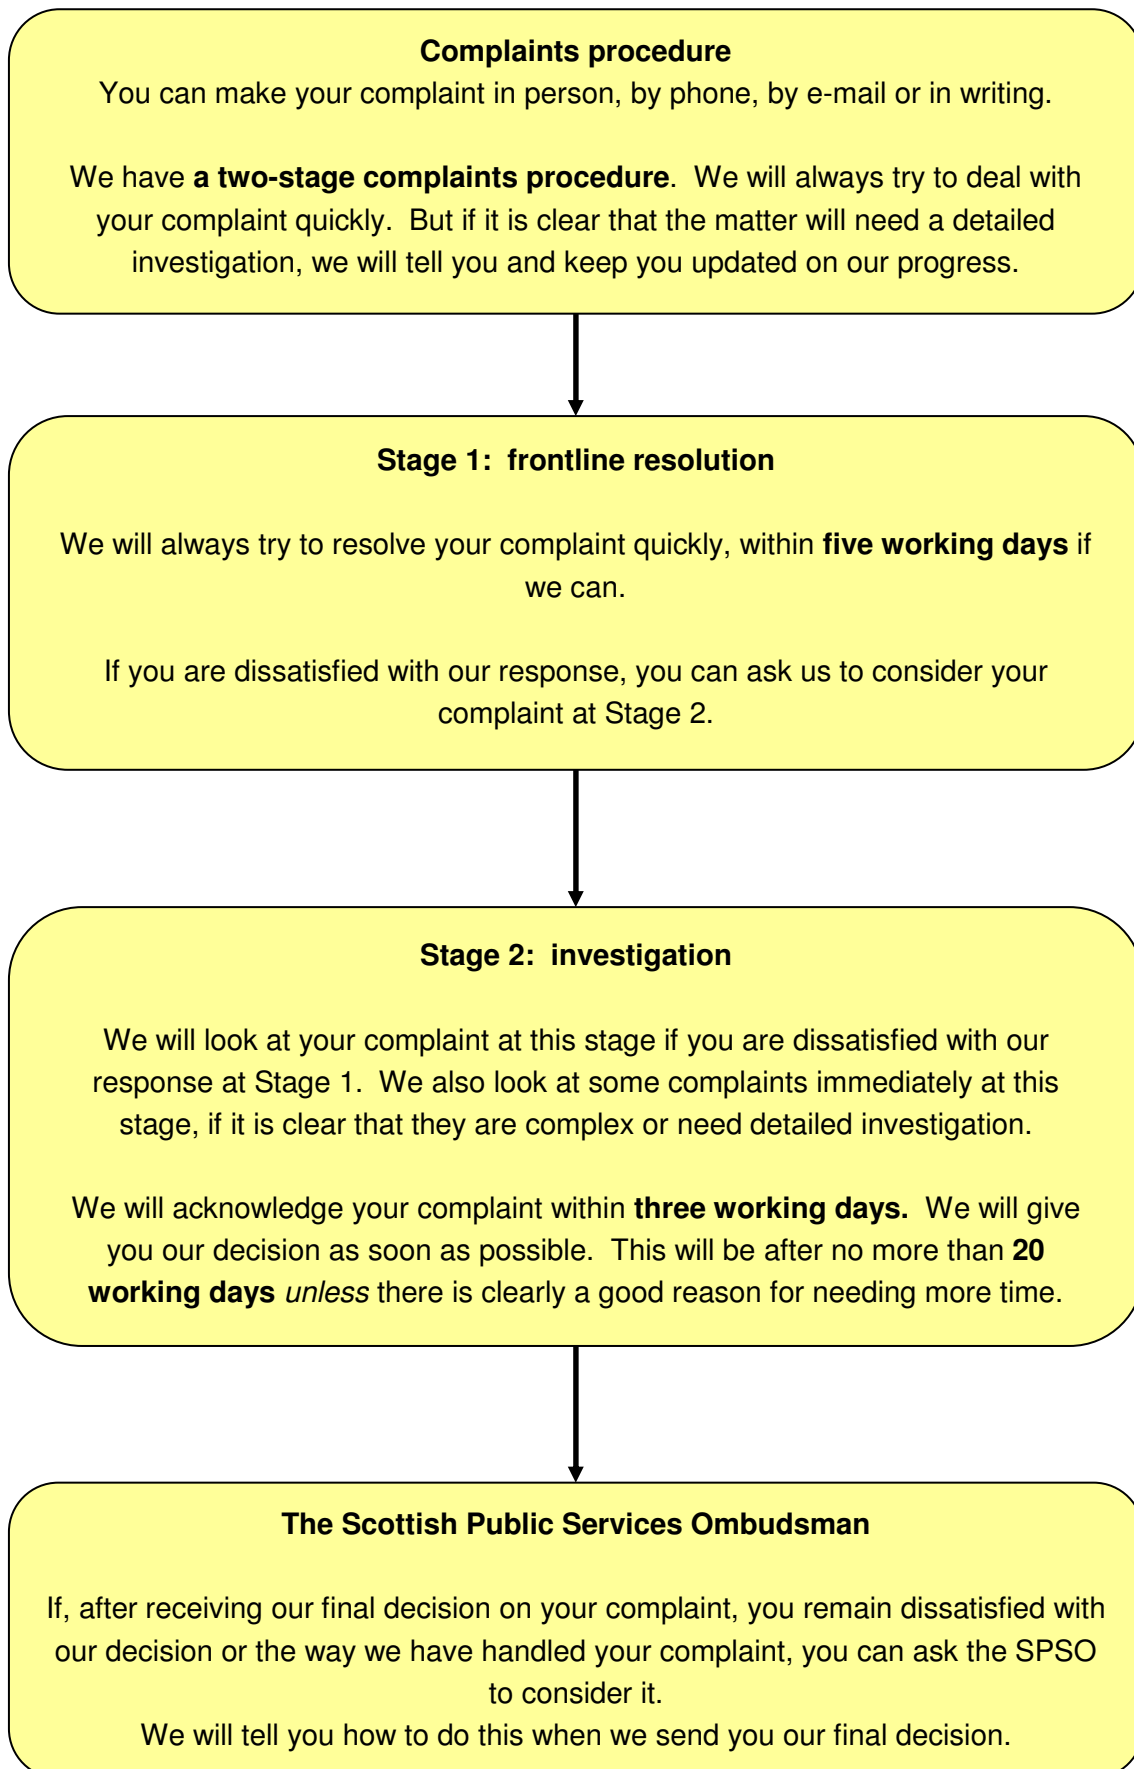 Complaints procedure
You can make your complaint in person, by phone, by e-mail or in writing.
We have a two-stage complaints procedure.  We will always try to deal with
your complaint quickly.  But if it is clear that the matter will need a detailed
investigation, we will tell you and keep you updated on our progress.
Stage 1:  frontline resolution
We will always try to resolve your complaint quickly, within five working days if
we can.
If you are dissatisfied with our response, you can ask us to consider your
complaint at Stage 2.
Stage 2:  investigation
We will look at your complaint at this stage if you are dissatisfied with our
response at Stage 1.  We also look at some complaints immediately at this
stage, if it is clear that they are complex or need detailed investigation.
We will acknowledge your complaint within three working days.  We will give
you our decision as soon as possible.  This will be after no more than 20
working days unless there is clearly a good reason for needing more time.
The Scottish Public Services Ombudsman
If, after receiving our final decision on your complaint, you remain dissatisfied with
our decision or the way we have handled your complaint, you can ask the SPSO
to consider it.
We will tell you how to do this when we send you our final decision.